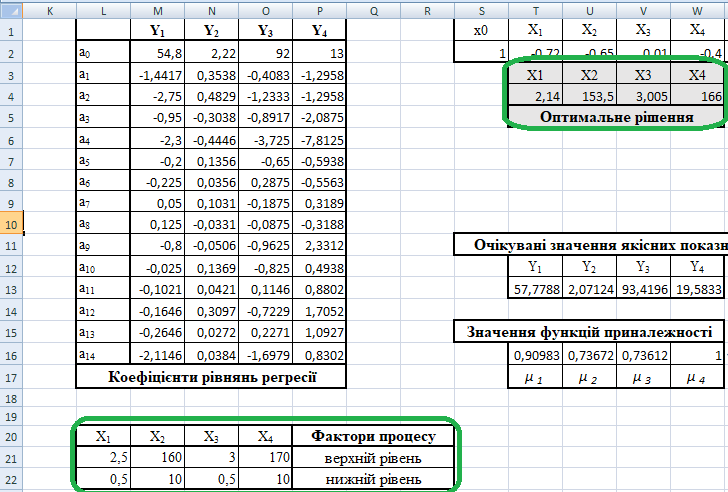 K L M N O P Q R S T U V W
1 Y₁ Y₂ Y₃ Y₄ x0 X₁ X₂ X₃ X₄
2 a₀ 54,8 2,22 92 13 1 -0,72 -0,65 0,01 -0,4
3 a₁ -1,4417 0,3538 -0,4083 -1,2958 X1 X2 X3 X4
4 a₂ -2,75 0,4829 -1,2333 -1,2958 2,14 153,5 3,005 166
5 a₃ -0,95 -0,3038 -0,8917 -2,0875 Оптимальне рішення
6 a₄ -2,3 -0,4446 -3,725 -7,8125
7 a₅ -0,2 0,1356 -0,65 -0,5938
8 a₆ -0,225 0,0356 0,2875 -0,5563
9 a₇ 0,05 0,1031 -0,1875 0,3189
10 a₈ 0,125 -0,0331 -0,0875 -0,3188
11 a₉ -0,8 -0,0506 -0,9625 2,3312 Очікувані значення якісних показн
12 a₁₀ -0,025 0,1369 -0,825 0,4938 Y₁ Y₂ Y₃ Y₄
13 a₁₁ -0,1021 0,0421 0,1146 0,8802 57,7788 2,07124 93,4196 19,5833
14 a₁₂ -0,1646 0,3097 -0,7229 1,7052
15 a₁₃ -0,2646 0,0272 0,2271 1,0927 Значення функцій приналежності
16 a₁₄ -2,1146 0,0384 -1,6979 0,8302 0,90983 0,73672 0,73612 1
17 Коефіцієнти рівнянь регресії μ 1 μ 2 μ 3 μ 4
18
19
20 X₁ X₂ X₃ X₄ Фактори процесу
21 2,5 160 3 170 верхній рівень
22 0,5 10 0,5 10 нижній рівень